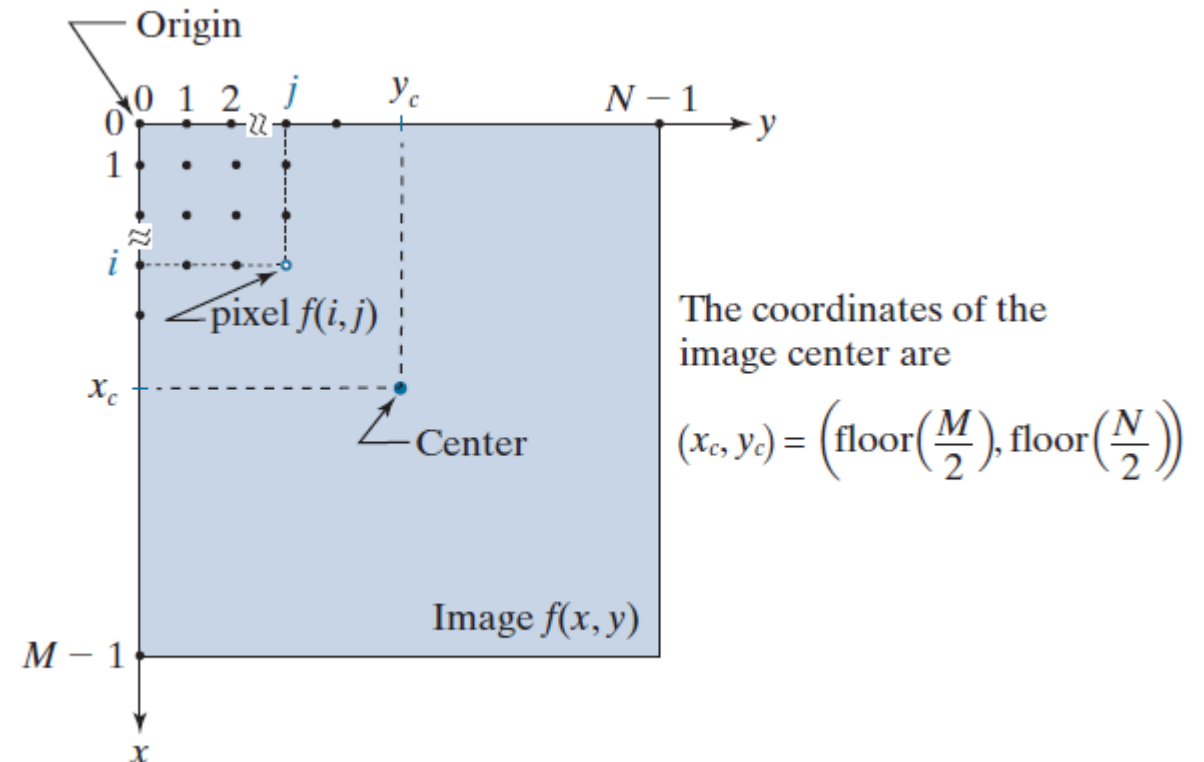 Origin
0 1 2 j y_c N − 1
0
y
1
i
pixel f(i, j)
The coordinates of the
image center are
x_c
Center
(x_c, y_c) = (floor(M/2), floor(N/2))
Image f(x, y)
M − 1
x